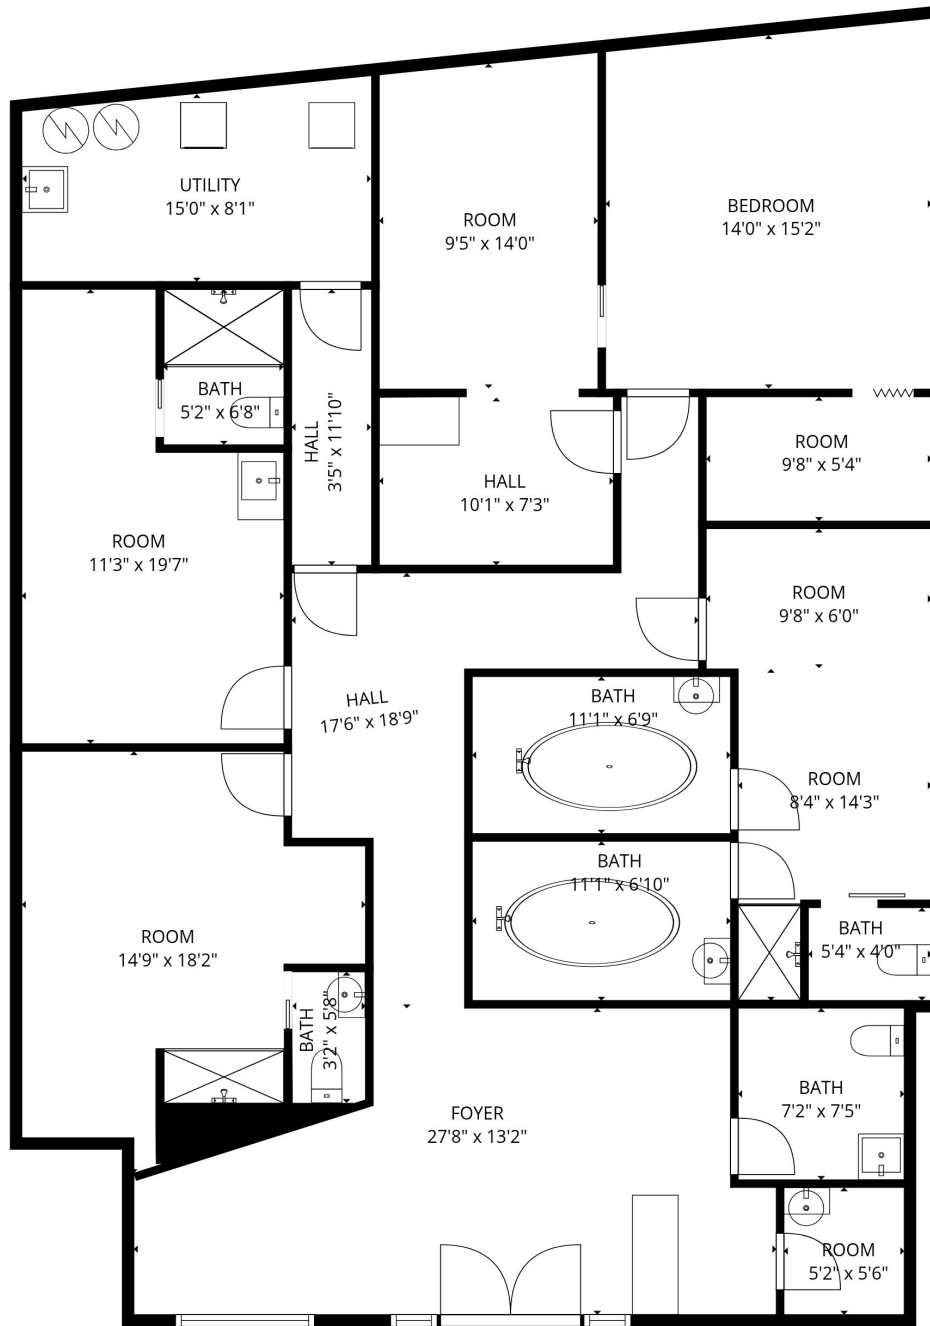 UTILITY
15'0" x 8'1"
ROOM
9'5" x 14'0"
BEDROOM
14'0" x 15'2"
BATH
5'2" x 6'8"
HALL
3'5" x 11'10"
HALL
10'1" x 7'3"
ROOM
9'8" x 5'4"
ROOM
11'3" x 19'7"
ROOM
9'8" x 6'0"
HALL
17'6" x 18'9"
BATH
11'1" x 6'9"
ROOM
8'4" x 14'3"
BATH
11'1" x 6'10"
ROOM
14'9" x 18'2"
BATH
5'4" x 4'0"
BATH
3'2" x 5'8"
FOYER
27'8" x 13'2"
BATH
7'2" x 7'5"
ROOM
5'2" x 5'6"